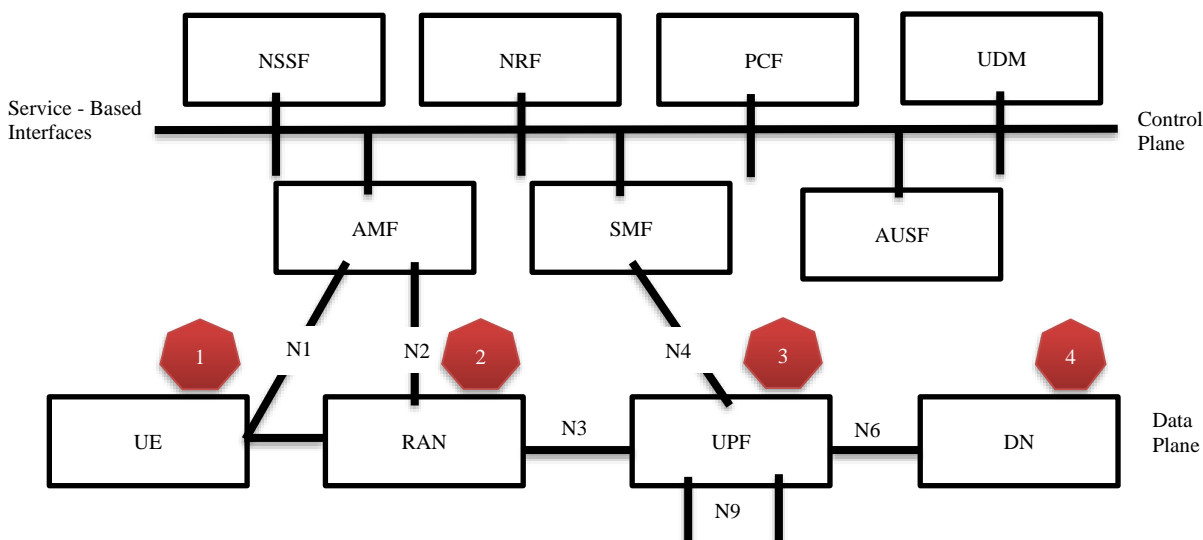 NSSF
NRF
PCF
UDM
Service - Based
Interfaces
Control
Plane
AMF
SMF
AUSF
N1
N2
N4
1
2
3
4
UE
RAN
N3
UPF
N6
DN
Data
Plane
N9